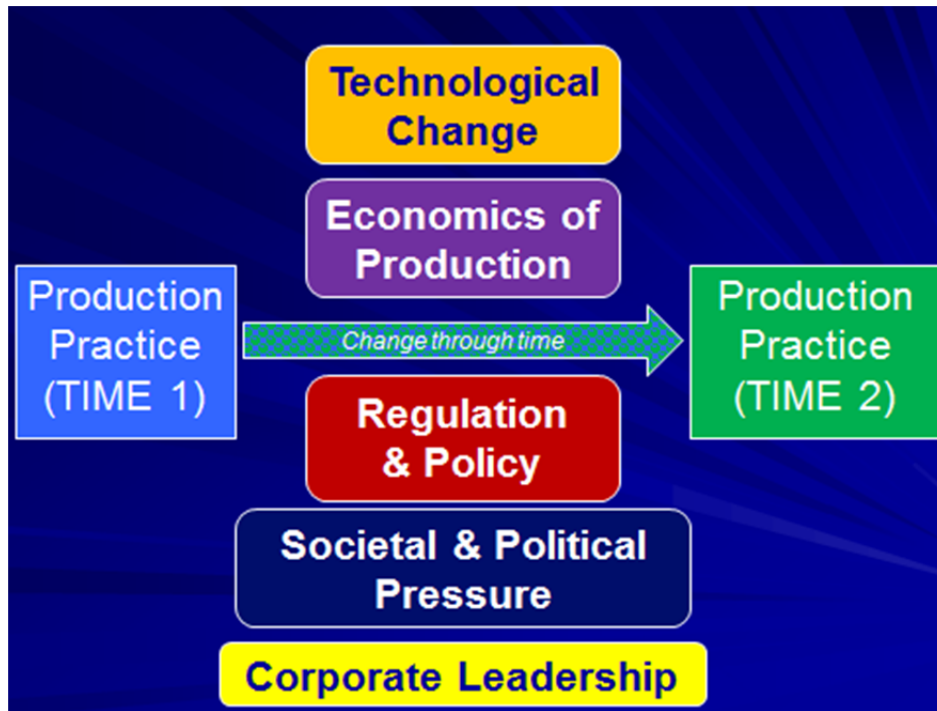 Technological
Change
Economics of
Production
Production
Practice
(TIME 1)
Change through time
Production
Practice
(TIME 2)
Regulation
& Policy
Societal & Political
Pressure
Corporate Leadership